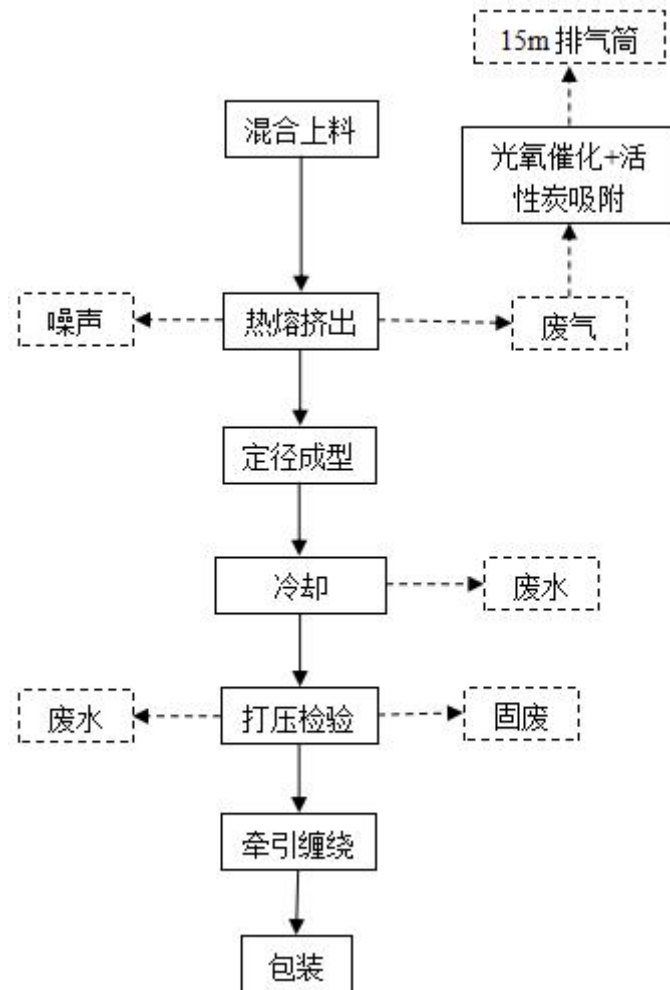 15m 排气筒
混合上料
光氧催化+活
性炭吸附
噪声
热熔挤出
废气
定径成型
冷却
废水
废水
打压检验
固废
牵引缠绕
包装